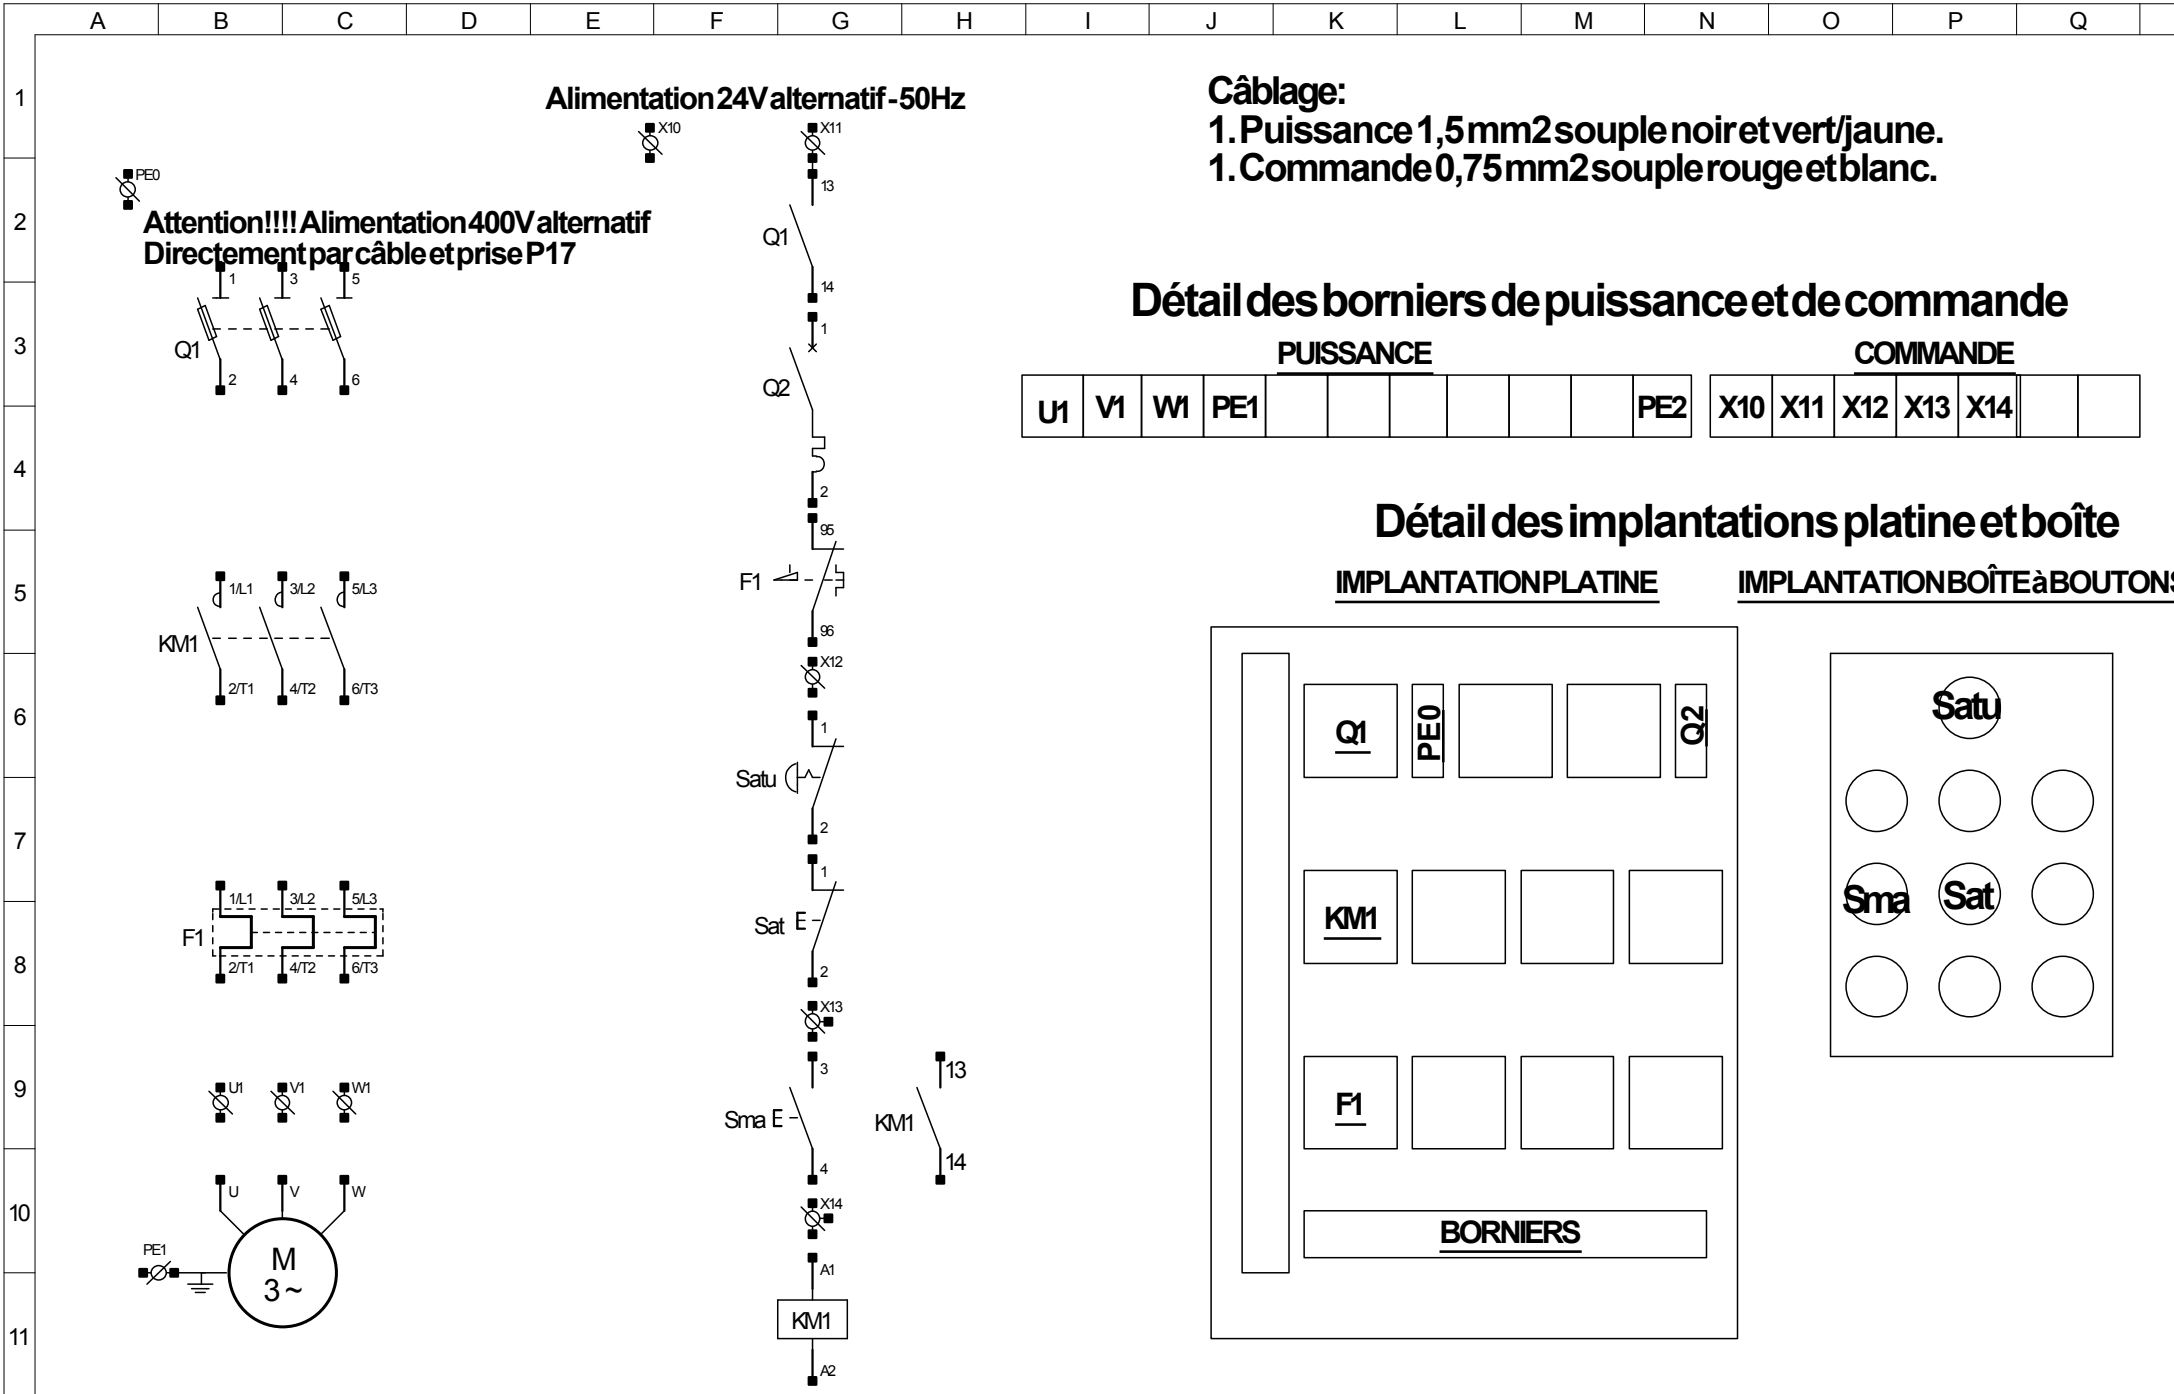 A B C D E F G H I J K L M N O P Q
1
2
3
4
5
6
7
8
9
10
11
Alimentation 24V alternatif - 50Hz
X10
X11
PE0
Attention!!!! Alimentation 400V alternatif
Directement par câble et prise P17
1 3 5
Q1
2 4 6
1/L1 3/L2 5/L3
KM1
2/T1 4/T2 6/T3
1/L1 3/L2 5/L3
F1
2/T1 4/T2 6/T3
U1 V1 W1
U V W
PE1
M
3 ~
13
Q1
14
1
Q2
2
95
F1
96
X12
1
Satu
2
1
Sat
2
X13
3
Sma
4
13
KM1
14
X14
A1
KM1
A2
Câblage:
1. Puissance 1,5 mm2 souple noir et vert/jaune.
1. Commande 0,75 mm2 souple rouge et blanc.
Détail des borniers de puissance et de commande
PUISSANCE COMMANDE
U1 V1 W1 PE1 PE2 X10 X11 X12 X13 X14
Détail des implantations platine et boîte
IMPLANTATION PLATINE
Q1 PE0 Q2
KM1
F1
BORNIERS
IMPLANTATION BOÎTE à BOUTONS
Satu
Sma Sat